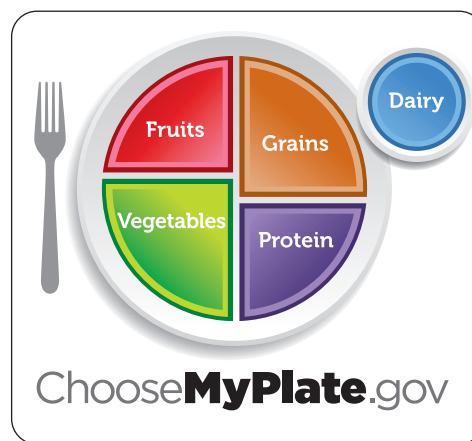 Dairy
Fruits
Grains
Vegetables
Protein
ChooseMyPlate.gov